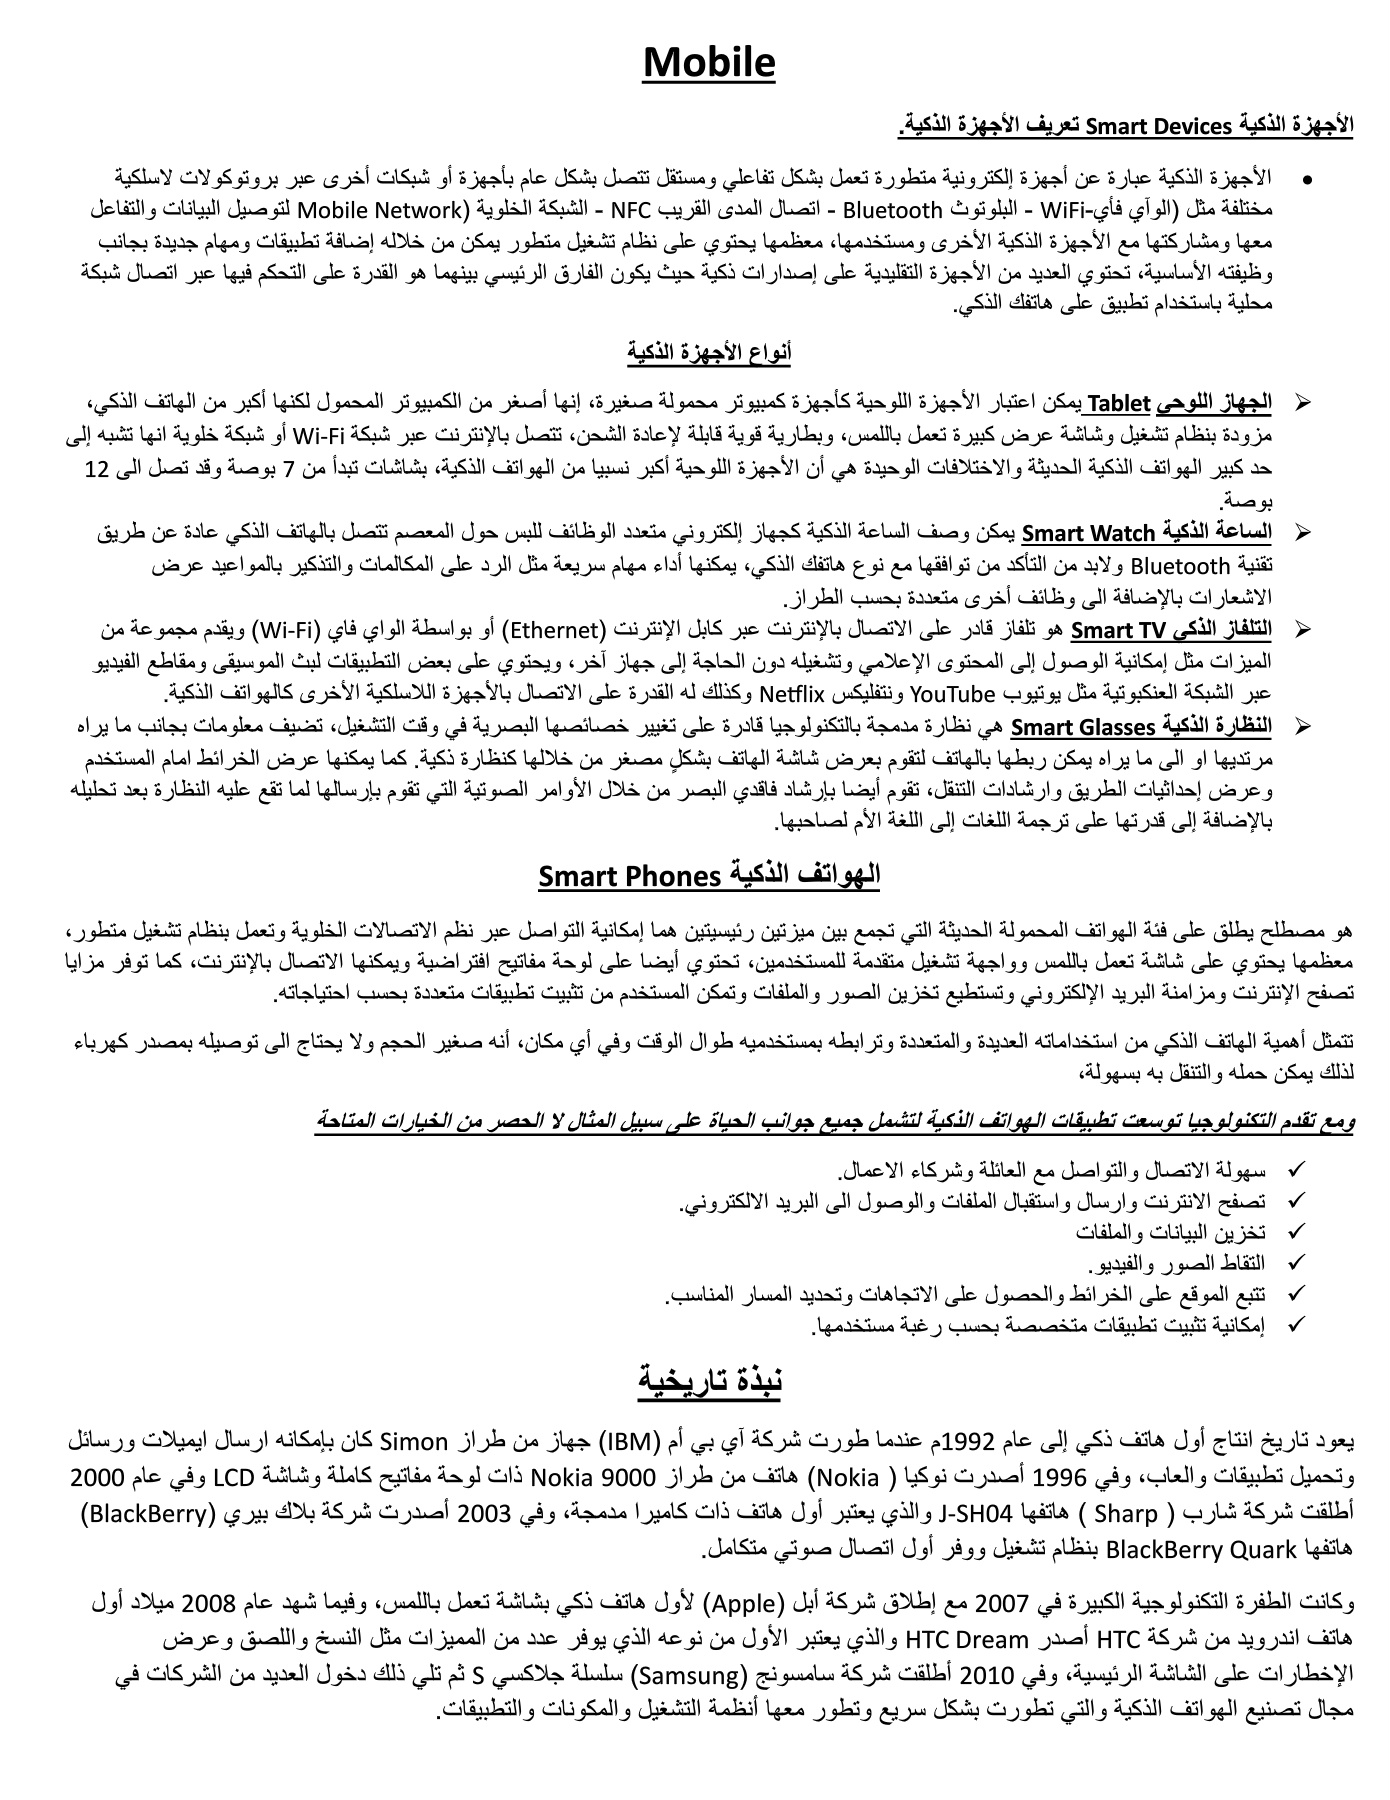 Mobile
الأجهزة الذكية Smart Devices تعريف الأجهزة الذكية.
• الأجهزة الذكية عبارة عن أجهزة إلكترونية متطورة تعمل بشكل تفاعلي ومستقل تتصل بشكل عام بأجهزة أو شبكات أخرى عبر بروتوكولات لاسلكية
مختلفة مثل (الوآي فأي-WiFi - البلوتوث Bluetooth - اتصال المدى القريب NFC - الشبكة الخلوية (Mobile Network لتوصيل البيانات والتفاعل
معها ومشاركتها مع الأجهزة الذكية الأخرى ومستخدمها، معظمها يحتوي على نظام تشغيل متطور يمكن من خلاله إضافة تطبيقات ومهام جديدة بجانب
وظيفته الأساسية، تحتوي العديد من الأجهزة التقليدية على إصدارات ذكية حيث يكون الفارق الرئيسي بينهما هو القدرة على التحكم فيها عبر اتصال شبكة
محلية باستخدام تطبيق على هاتفك الذكي.
أنواع الأجهزة الذكية
➢ الجهاز اللوحي Tablet يمكن اعتبار الأجهزة اللوحية كأجهزة كمبيوتر محمولة صغيرة، إنها أصغر من الكمبيوتر المحمول لكنها أكبر من الهاتف الذكي،
مزودة بنظام تشغيل وشاشة عرض كبيرة تعمل باللمس، وبطارية قوية قابلة لإعادة الشحن، تتصل بالإنترنت عبر شبكة Wi-Fi أو شبكة خلوية انها تشبه إلى
حد كبير الهواتف الذكية الحديثة والاختلافات الوحيدة هي أن الأجهزة اللوحية أكبر نسبيا من الهواتف الذكية، بشاشات تبدأ من 7 بوصة وقد تصل الى 12
بوصة.
➢ الساعة الذكية Smart Watch يمكن وصف الساعة الذكية كجهاز إلكتروني متعدد الوظائف للبس حول المعصم تتصل بالهاتف الذكي عادة عن طريق
تقنية Bluetooth ولابد من التأكد من توافقها مع نوع هاتفك الذكي، يمكنها أداء مهام سريعة مثل الرد على المكالمات والتذكير بالمواعيد عرض
الاشعارات بالإضافة الى وظائف أخرى متعددة بحسب الطراز.
➢ التلفاز الذكي Smart TV هو تلفاز قادر على الاتصال بالإنترنت عبر كابل الإنترنت (Ethernet) أو بواسطة الواي فاي (Wi-Fi) ويقدم مجموعة من
الميزات مثل إمكانية الوصول إلى المحتوى الإعلامي وتشغيله دون الحاجة إلى جهاز آخر، ويحتوي على بعض التطبيقات لبث الموسيقى ومقاطع الفيديو
عبر الشبكة العنكبوتية مثل يوتيوب YouTube ونتفليكس Netflix وكذلك له القدرة على الاتصال بالأجهزة اللاسلكية الأخرى كالهواتف الذكية.
➢ النظارة الذكية Smart Glasses هي نظارة مدمجة بالتكنولوجيا قادرة على تغيير خصائصها البصرية في وقت التشغيل، تضيف معلومات بجانب ما يراه
مرتديها او الى ما يراه يمكن ربطها بالهاتف لتقوم بعرض شاشة الهاتف بشكلٍ مصغر من خلالها كنظارة ذكية. كما يمكنها عرض الخرائط امام المستخدم
وعرض إحداثيات الطريق وارشادات التنقل، تقوم أيضا بإرشاد فاقدي البصر من خلال الأوامر الصوتية التي تقوم بإرسالها لما تقع عليه النظارة بعد تحليله
بالإضافة إلى قدرتها على ترجمة اللغات إلى اللغة الأم لصاحبها.
الهواتف الذكية Smart Phones
هو مصطلح يطلق على فئة الهواتف المحمولة الحديثة التي تجمع بين ميزتين رئيسيتين هما إمكانية التواصل عبر نظم الاتصالات الخلوية وتعمل بنظام تشغيل متطور،
معظمها يحتوي على شاشة تعمل باللمس وواجهة تشغيل متقدمة للمستخدمين، تحتوي أيضا على لوحة مفاتيح افتراضية ويمكنها الاتصال بالإنترنت، كما توفر مزايا
تصفح الإنترنت ومزامنة البريد الإلكتروني وتستطيع تخزين الصور والملفات وتمكن المستخدم من تثبيت تطبيقات متعددة بحسب احتياجاته.
تتمثل أهمية الهاتف الذكي من استخداماته العديدة والمتعددة وترابطه بمستخدميه طوال الوقت وفي أي مكان، أنه صغير الحجم ولا يحتاج الى توصيله بمصدر كهرباء
لذلك يمكن حمله والتنقل به بسهولة،
ومع تقدم التكنولوجيا توسعت تطبيقات الهواتف الذكية لتشمل جميع جوانب الحياة على سبيل المثال لا الحصر من الخيارات المتاحة
✓ سهولة الاتصال والتواصل مع العائلة وشركاء الاعمال.
✓ تصفح الانترنت وارسال واستقبال الملفات والوصول الى البريد الالكتروني.
✓ تخزين البيانات والملفات
✓ التقاط الصور والفيديو.
✓ تتبع الموقع على الخرائط والحصول على الاتجاهات وتحديد المسار المناسب.
✓ إمكانية تثبيت تطبيقات متخصصة بحسب رغبة مستخدمها.
نبذة تاريخية
يعود تاريخ انتاج أول هاتف ذكي إلى عام 1992م عندما طورت شركة آي بي أم (IBM) جهاز من طراز Simon كان بإمكانه ارسال ايميلات ورسائل
وتحميل تطبيقات والعاب، وفي 1996 أصدرت نوكيا ( Nokia) هاتف من طراز Nokia 9000 ذات لوحة مفاتيح كاملة وشاشة LCD وفي عام 2000
أطلقت شركة شارب ( Sharp ) هاتفها J-SH04 والذي يعتبر أول هاتف ذات كاميرا مدمجة، وفي 2003 أصدرت شركة بلاك بيري (BlackBerry)
هاتفها BlackBerry Quark بنظام تشغيل ووفر أول اتصال صوتي متكامل.
وكانت الطفرة التكنولوجية الكبيرة في 2007 مع إطلاق شركة أبل (Apple) لأول هاتف ذكي بشاشة تعمل باللمس، وفيما شهد عام 2008 ميلاد أول
هاتف اندرويد من شركة HTC أصدر HTC Dream والذي يعتبر الأول من نوعه الذي يوفر عدد من المميزات مثل النسخ واللصق وعرض
الإخطارات على الشاشة الرئيسية، وفي 2010 أطلقت شركة سامسونج (Samsung) سلسلة جلاكسي S ثم تلي ذلك دخول العديد من الشركات في
مجال تصنيع الهواتف الذكية والتي تطورت بشكل سريع وتطور معها أنظمة التشغيل والمكونات والتطبيقات.